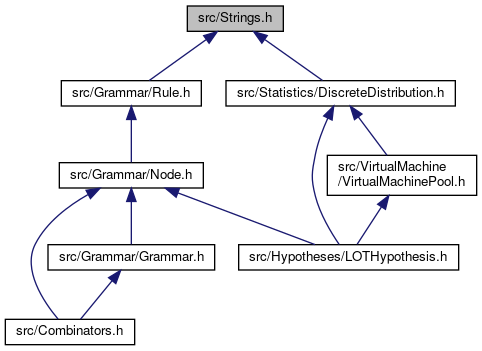 src/Strings.h
src/Grammar/Rule.h
src/Statistics/DiscreteDistribution.h
src/Grammar/Node.h
src/VirtualMachine
/VirtualMachinePool.h
src/Grammar/Grammar.h
src/Hypotheses/LOTHypothesis.h
src/Combinators.h